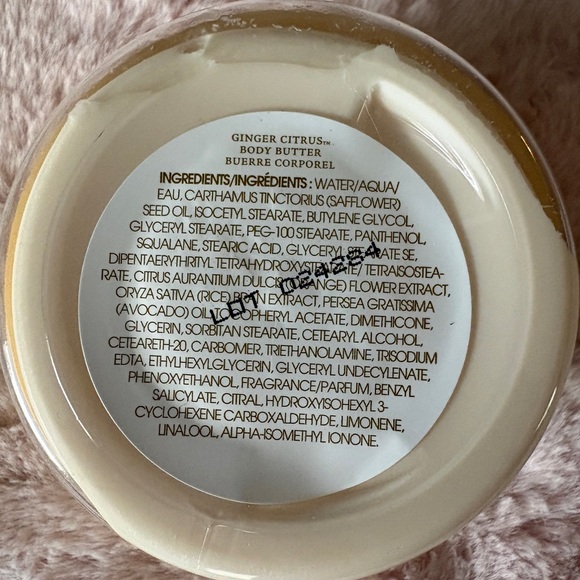 GINGER CITRUS™
BODY BUTTER
BUERRE CORPOREL
INGREDIENTS/INGRÉDIENTS : WATER/AQUA/
EAU, CARTHAMUS TINCTORIUS (SAFFLOWER)
SEED OIL, ISOCETYL STEARATE, BUTYLENE GLYCOL,
GLYCERYL STEARATE, PEG-100 STEARATE, PANTHENOL,
SQUALANE, STEARIC ACID, GLYCERYL STEARATE SE,
DIPENTAERYTHRITYL TETRAHYDROXYSTEARATE/ TETRAISOSTEA-
RATE, CITRUS AURANTIUM DULCIS (ORANGE) FLOWER EXTRACT,
ORYZA SATIVA (RICE) BRAN EXTRACT, PERSEA GRATISSIMA
(AVOCADO) OIL, TOCOPHERYL ACETATE, DIMETHICONE,
GLYCERIN, SORBITAN STEARATE, CETEARYL ALCOHOL,
CETEARETH-20, CARBOMER, TRIETHANOLAMINE, TRISODIUM
EDTA, ETHYLHEXYLGLYCERIN, GLYCERYL UNDECYLENATE,
PHENOXYETHANOL, FRAGRANCE/PARFUM, BENZYL
SALICYLATE, CITRAL, HYDROXYISOHEXYL 3-
CYCLOHEXENE CARBOXALDEHYDE, LIMONENE,
LINALOOL, ALPHA-ISOMETHYL IONONE.
LOT D24284